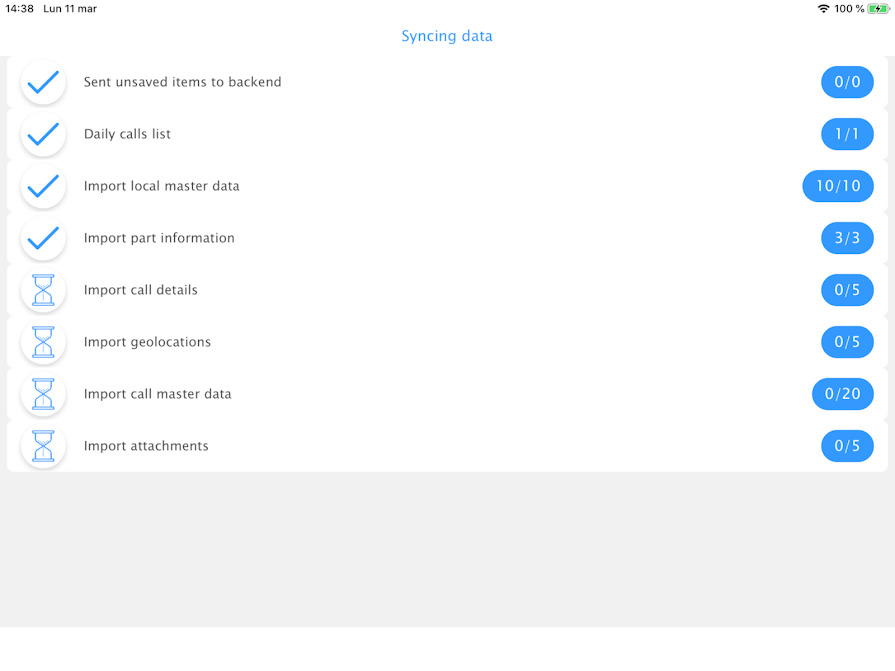 14:38 Lun 11 mar 100 %
Syncing data
Sent unsaved items to backend 0/0
Daily calls list 1/1
Import local master data 10/10
Import part information 3/3
Import call details 0/5
Import geolocations 0/5
Import call master data 0/20
Import attachments 0/5